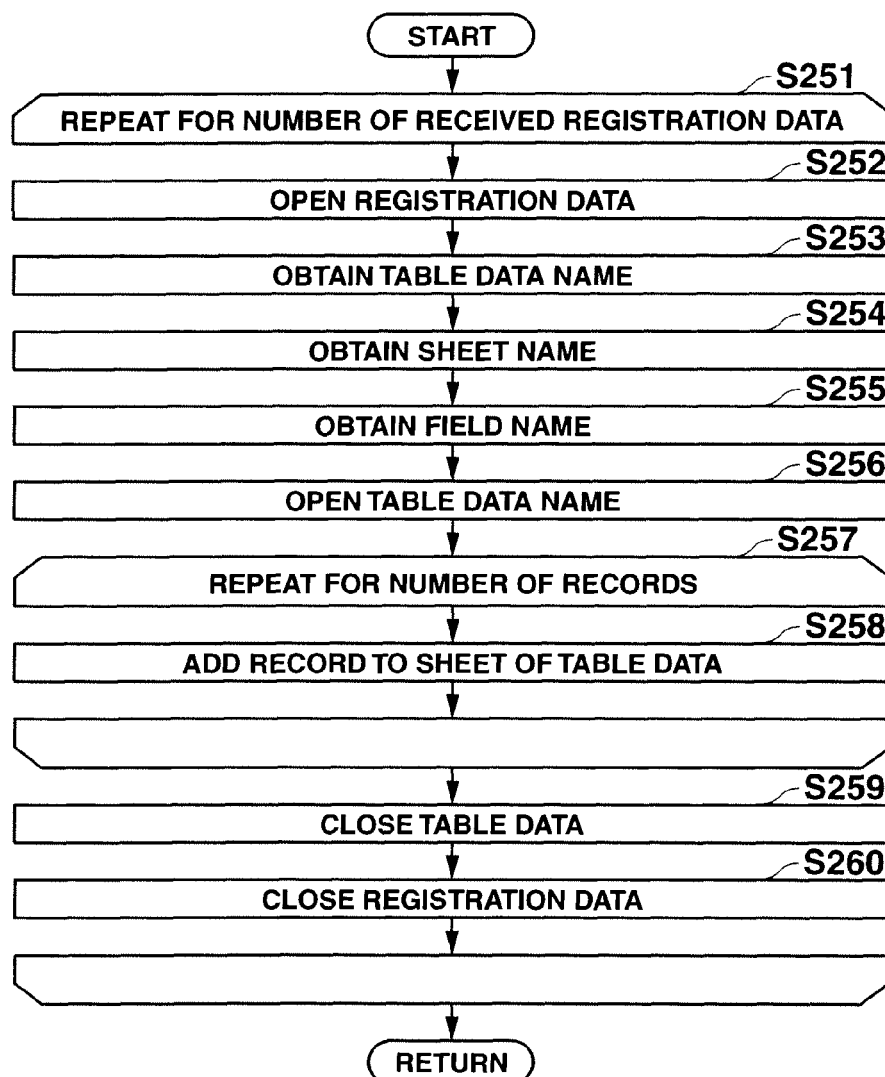 START
S251
REPEAT FOR NUMBER OF RECEIVED REGISTRATION DATA
S252
OPEN REGISTRATION DATA
S253
OBTAIN TABLE DATA NAME
S254
OBTAIN SHEET NAME
S255
OBTAIN FIELD NAME
S256
OPEN TABLE DATA NAME
S257
REPEAT FOR NUMBER OF RECORDS
S258
ADD RECORD TO SHEET OF TABLE DATA
S259
CLOSE TABLE DATA
S260
CLOSE REGISTRATION DATA
RETURN